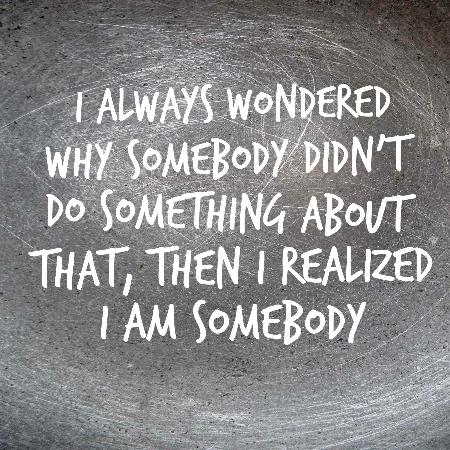 I ALWAYS WONDERED
WHY SOMEBODY DIDN'T
DO SOMETHING ABOUT
THAT, THEN I REALIZED
I AM SOMEBODY